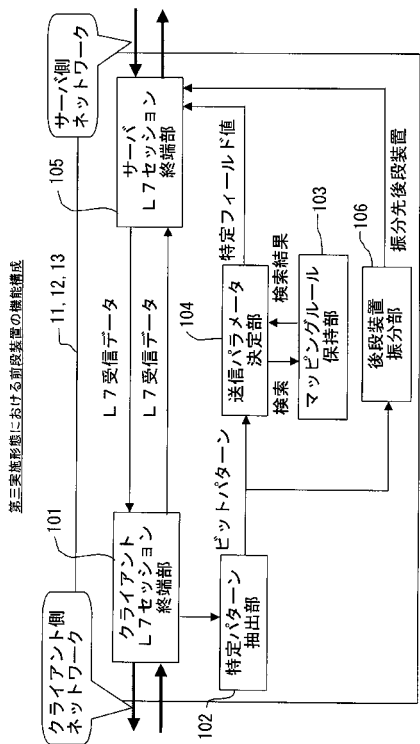 第三実施形態における前段装置の機能構成
クライアント側
ネットワーク
11, 12, 13
サーバ側
ネットワーク
101
クライアント
L7セッション
終端部
L7受信データ
L7受信データ
105
サーバ
L7セッション
終端部
102
特定パターン
抽出部
ビットパターン
104
送信パラメータ
決定部
特定フィールド値
検索
検索結果
103
マッピングルール
保持部
106
後段装置
振分部
振分先後段装置